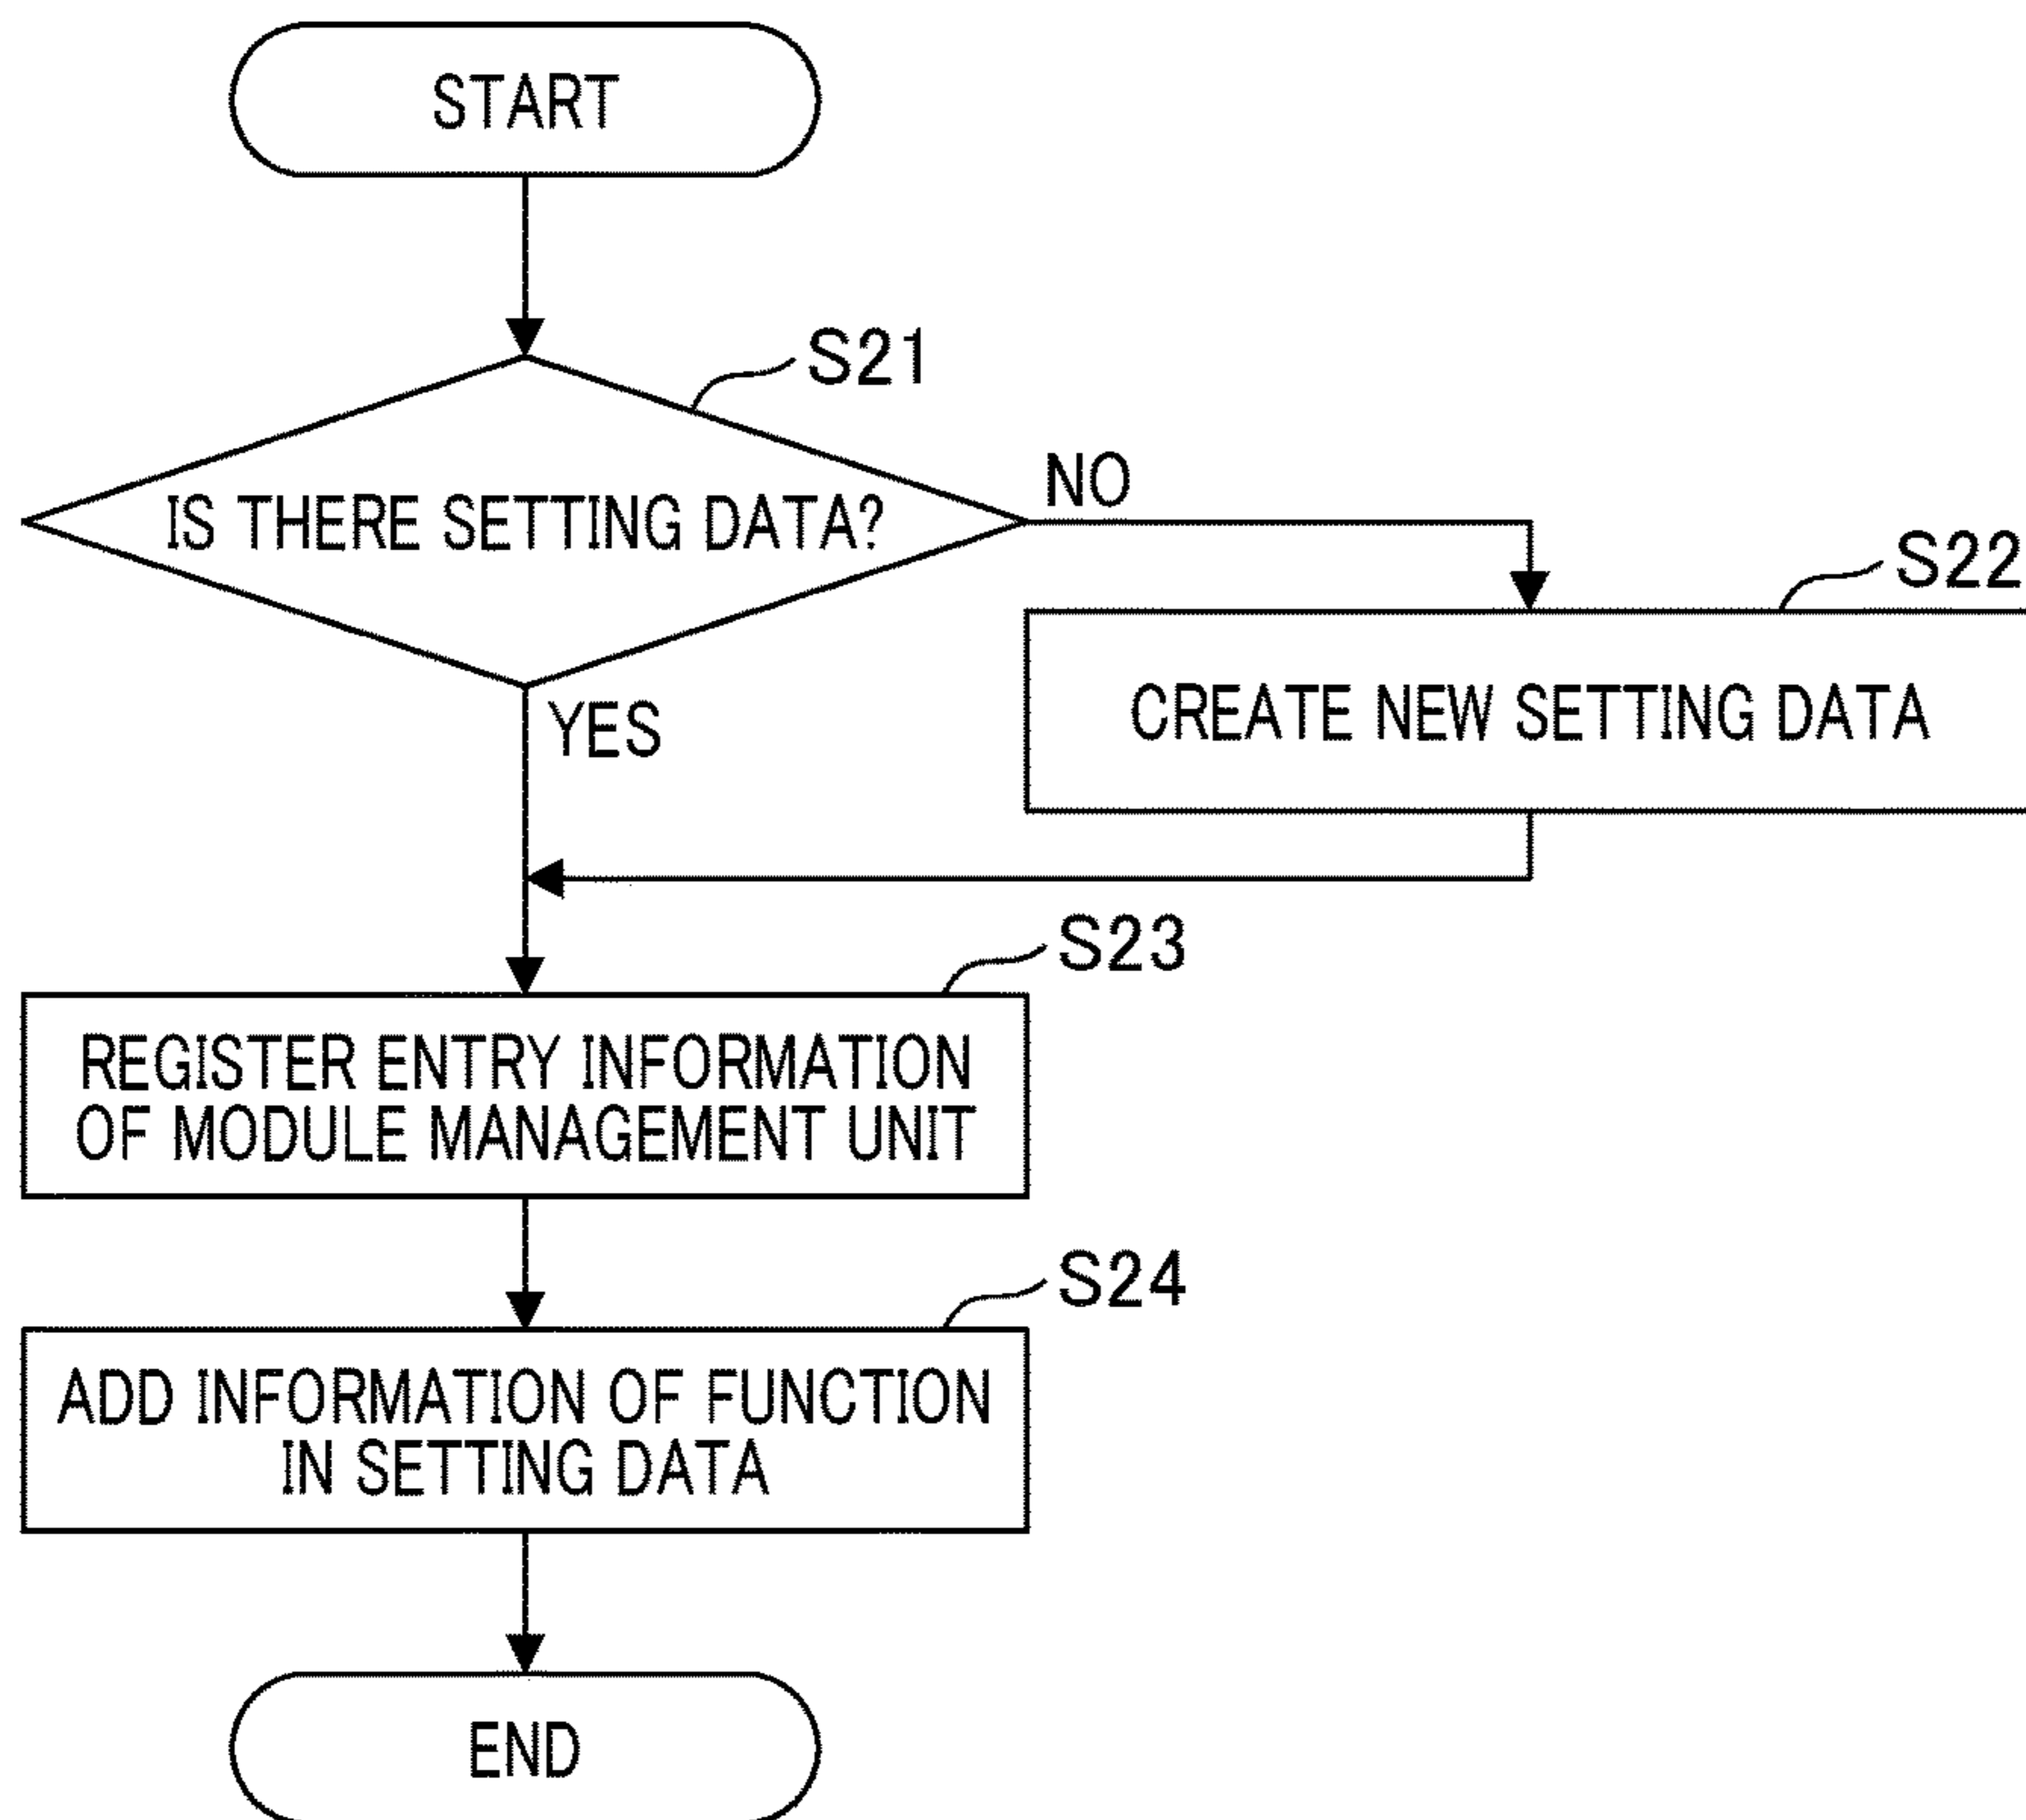 START
S21
IS THERE SETTING DATA?
NO
S22
CREATE NEW SETTING DATA
YES
S23
REGISTER ENTRY INFORMATION
OF MODULE MANAGEMENT UNIT
S24
ADD INFORMATION OF FUNCTION
IN SETTING DATA
END